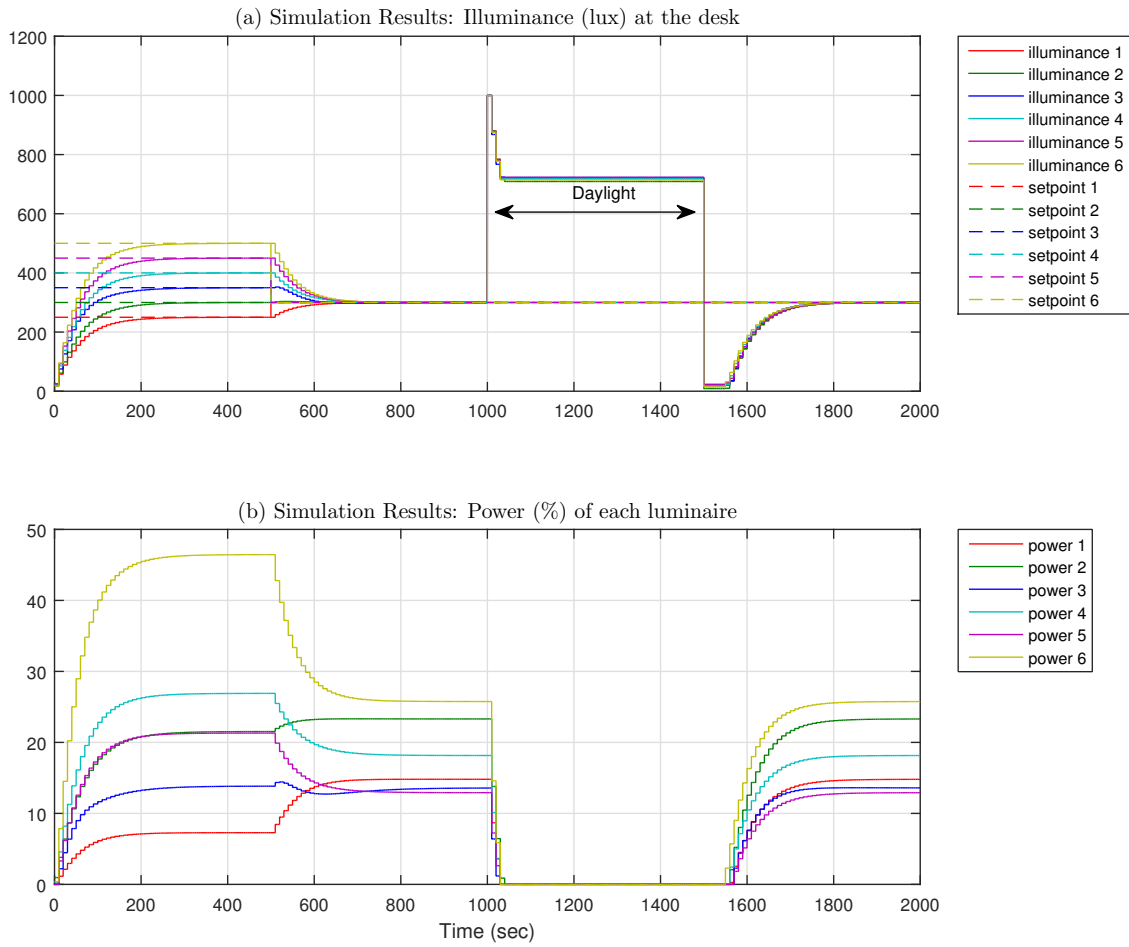 (a) Simulation Results: Illuminance (lux) at the desk
1200
1000
800
600
400
200
0
0 200 400 600 800 1000 1200 1400 1600 1800 2000
Daylight
illuminance 1
illuminance 2
illuminance 3
illuminance 4
illuminance 5
illuminance 6
setpoint 1
setpoint 2
setpoint 3
setpoint 4
setpoint 5
setpoint 6
(b) Simulation Results: Power (%) of each luminaire
50
40
30
20
10
0
0 200 400 600 800 1000 1200 1400 1600 1800 2000
Time (sec)
power 1
power 2
power 3
power 4
power 5
power 6